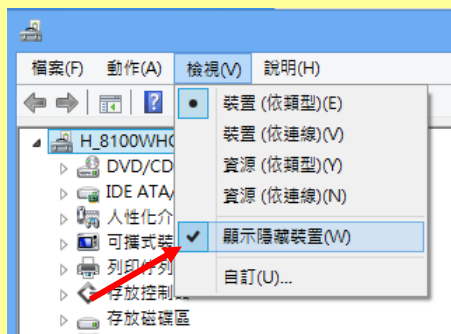 檔案(F) 動作(A) 檢視(V) 說明(H)
裝置 (依類型)(E)
裝置 (依連線)(V)
資源 (依類型)(Y)
資源 (依連線)(N)
顯示隱藏裝置(W)
自訂(U)...
H_8100WHC
DVD/CD
IDE ATA/
人性化介
可攜式裝
列印佇列
存放控制
存放磁碟區